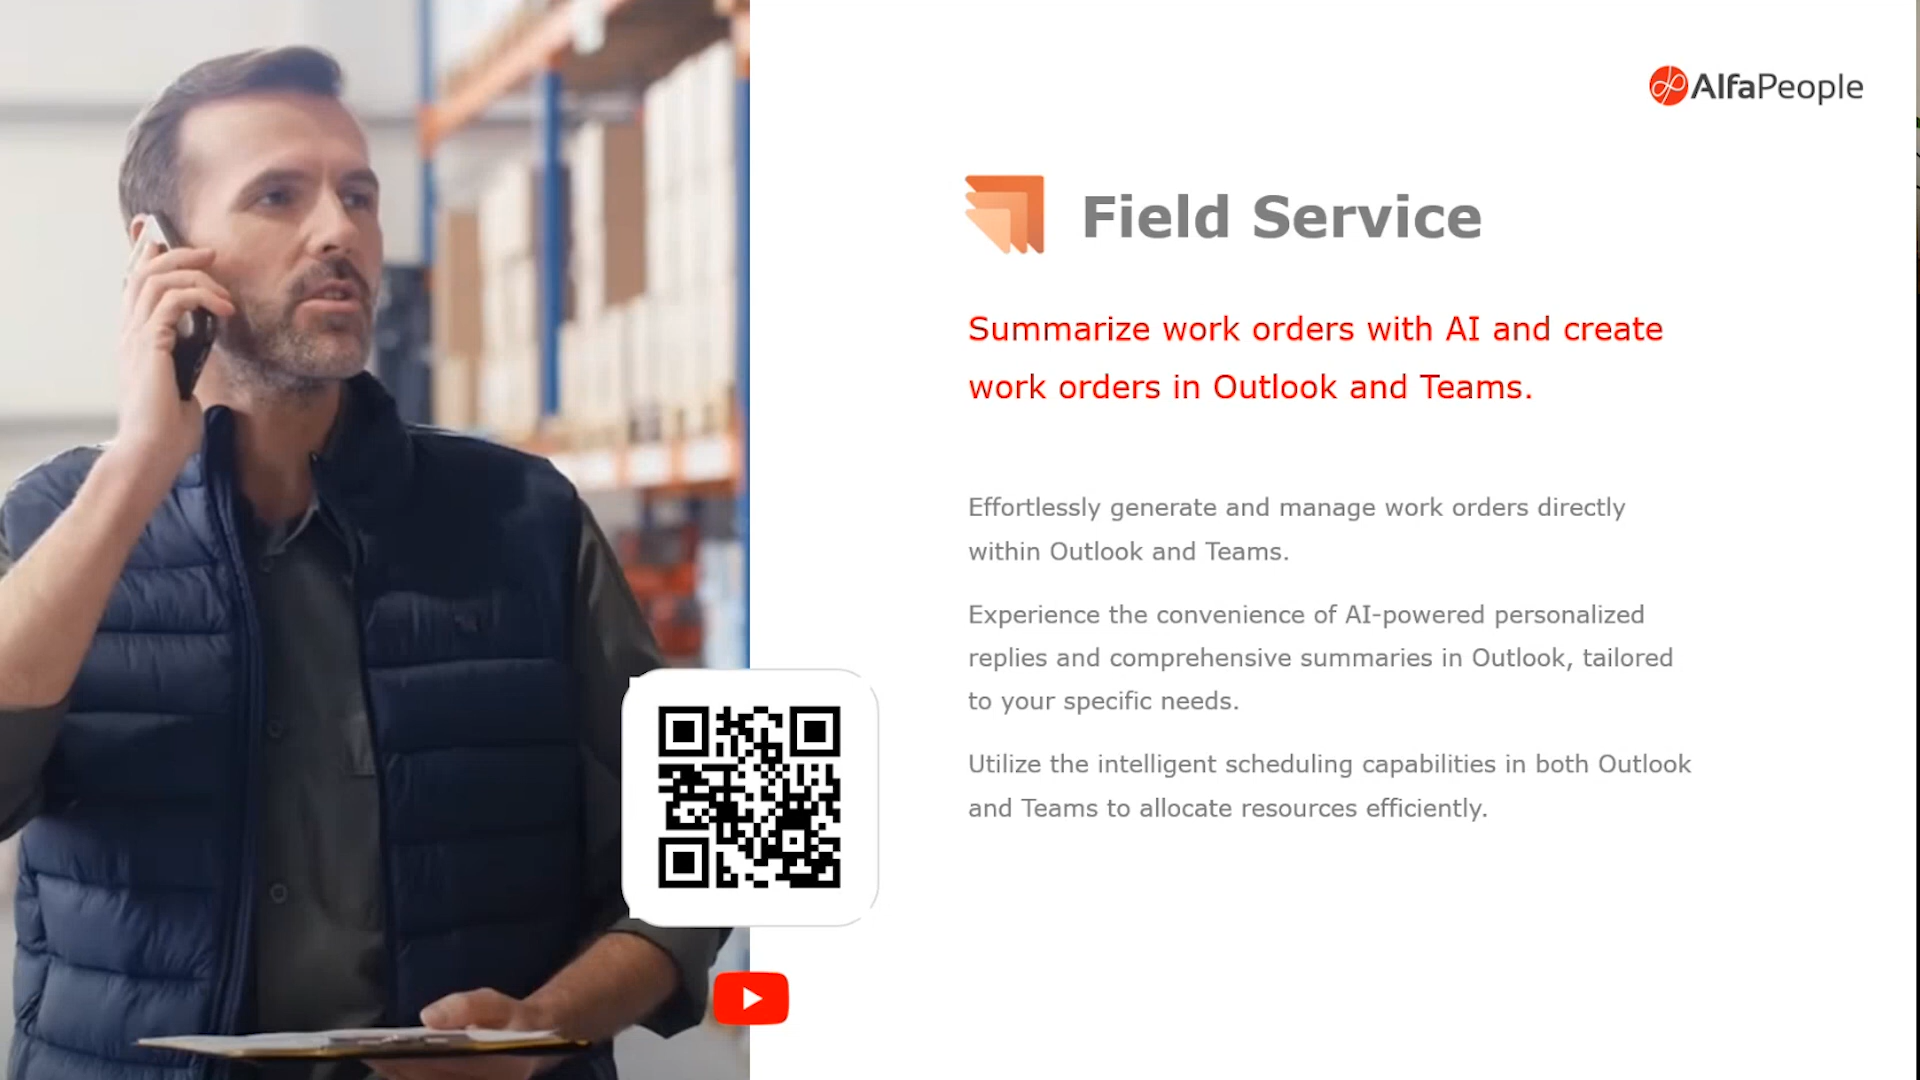 AlfaPeople
Field Service
Summarize work orders with AI and create
work orders in Outlook and Teams.
Effortlessly generate and manage work orders directly
within Outlook and Teams.
Experience the convenience of AI-powered personalized
replies and comprehensive summaries in Outlook, tailored
to your specific needs.
Utilize the intelligent scheduling capabilities in both Outlook
and Teams to allocate resources efficiently.